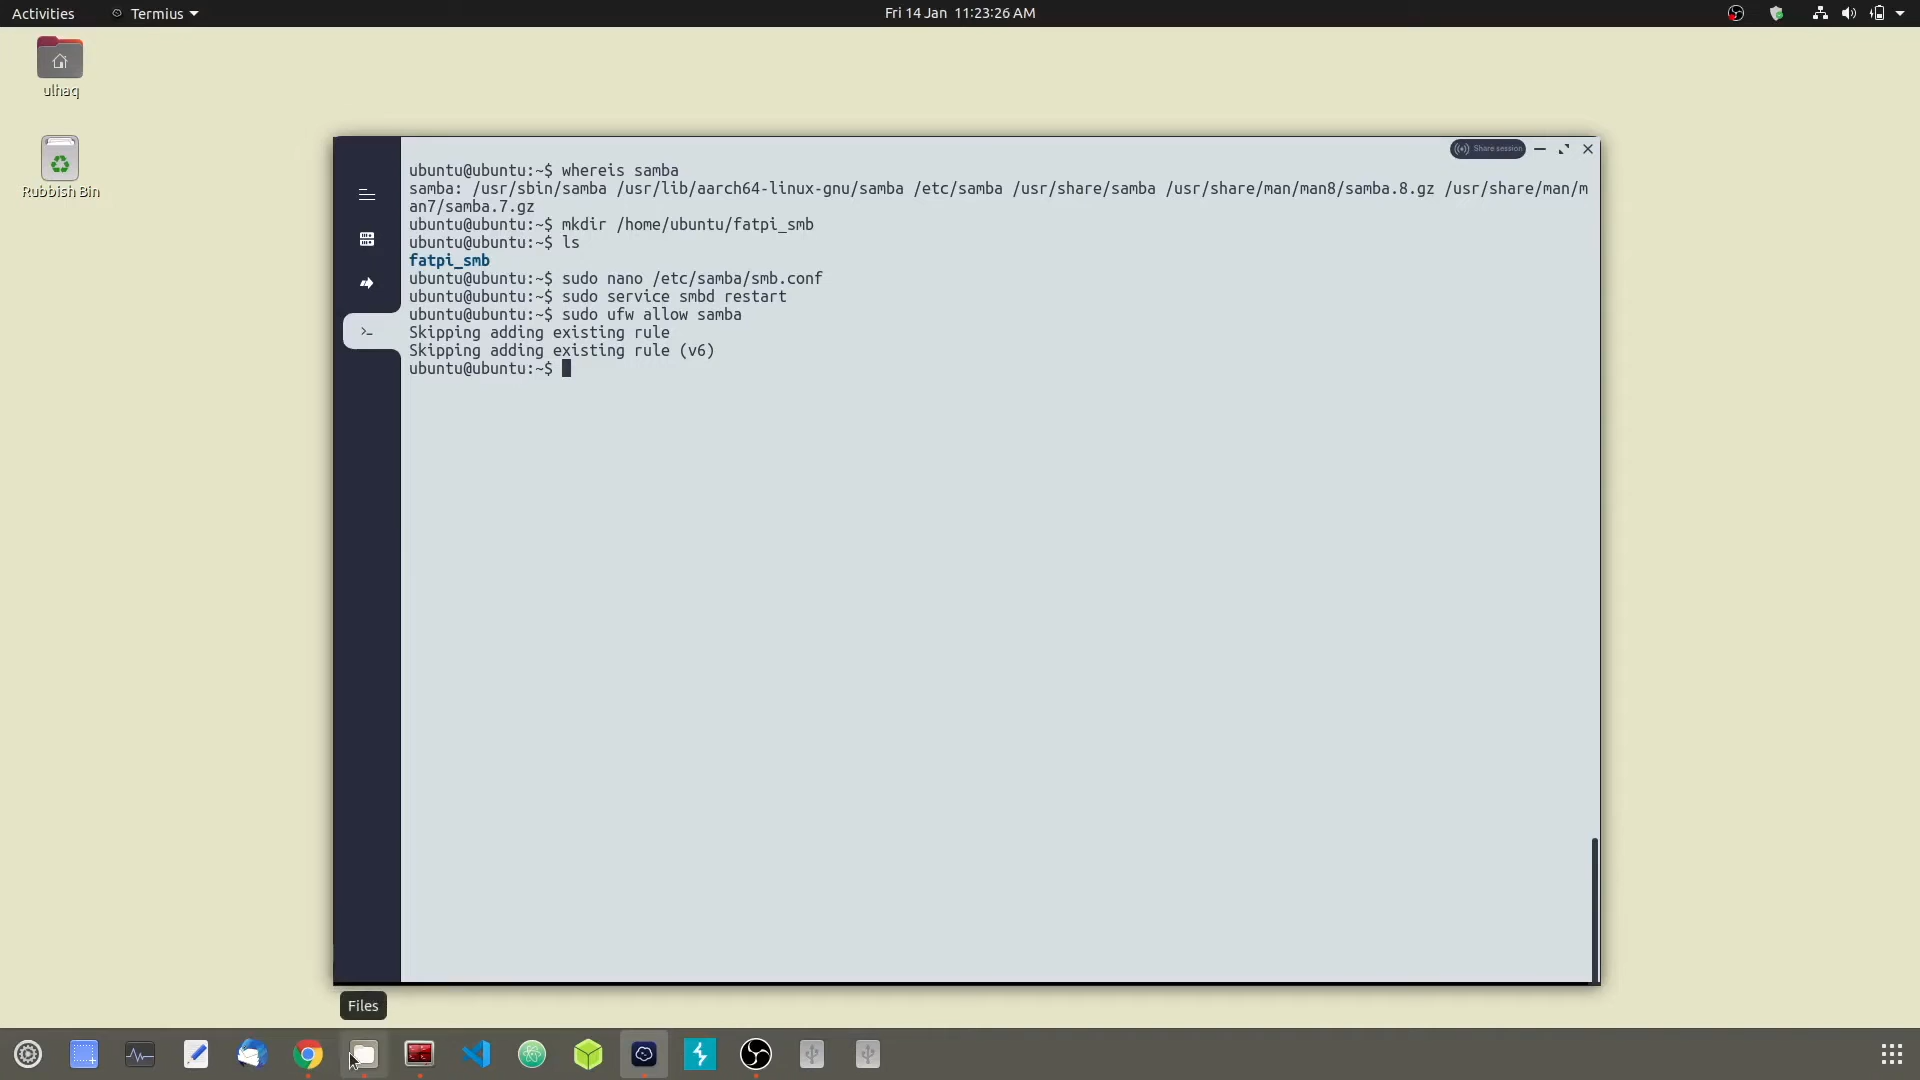 Activities
Termius
Fri 14 Jan 11:23:26 AM
ulhaq
Rubbish Bin
Share session
ubuntu@ubuntu:~$ whereis samba
samba: /usr/sbin/samba /usr/lib/aarch64-linux-gnu/samba /etc/samba /usr/share/samba /usr/share/man/man8/samba.8.gz /usr/share/man/m
an7/samba.7.gz
ubuntu@ubuntu:~$ mkdir /home/ubuntu/fatpi_smb
ubuntu@ubuntu:~$ ls
fatpi_smb
ubuntu@ubuntu:~$ sudo nano /etc/samba/smb.conf
ubuntu@ubuntu:~$ sudo service smbd restart
ubuntu@ubuntu:~$ sudo ufw allow samba
Skipping adding existing rule
Skipping adding existing rule (v6)
ubuntu@ubuntu:~$
Files